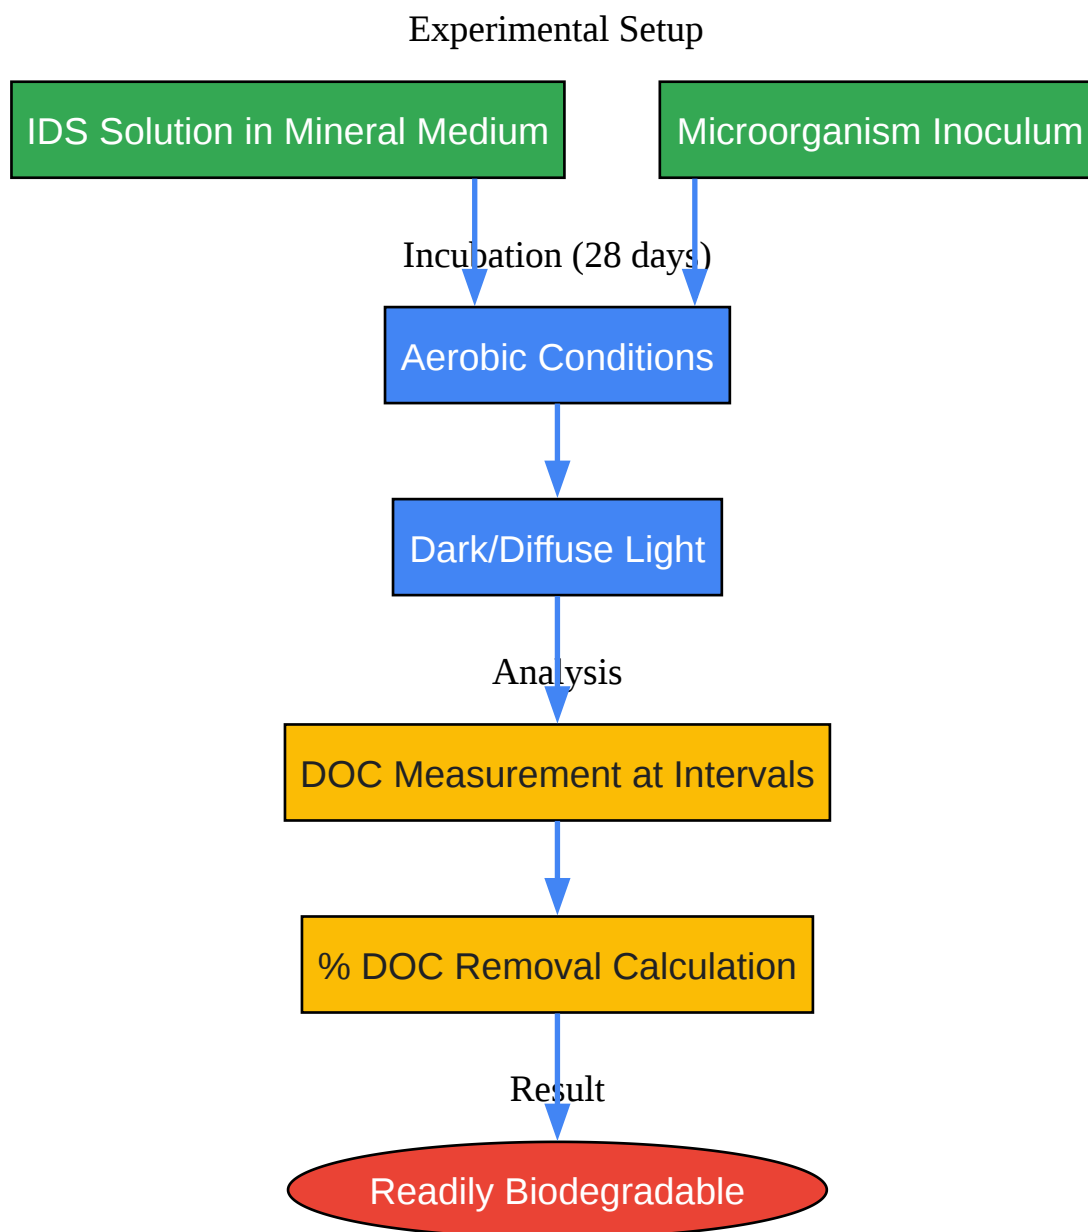 Experimental Setup
IDS Solution in Mineral Medium
Microorganism Inoculum
Incubation (28 days)
Aerobic Conditions
Dark/Diffuse Light
Analysis
DOC Measurement at Intervals
% DOC Removal Calculation
Result
Readily Biodegradable